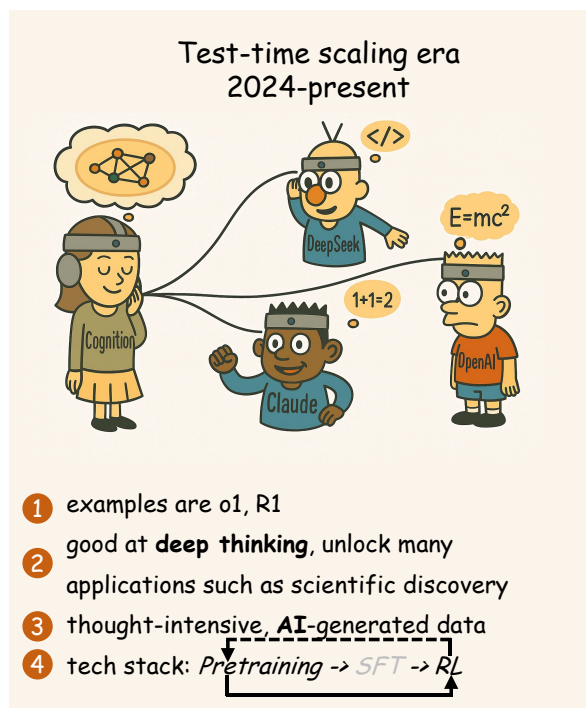 Test-time scaling era
2024-present
</>
DeepSeek
E=mc²
Cognition
1+1=2
OpenAI
Claude
1 examples are o1, R1
2 good at deep thinking, unlock many
applications such as scientific discovery
3 thought-intensive, AI-generated data
4 tech stack: Pretraining -> SFT -> RL